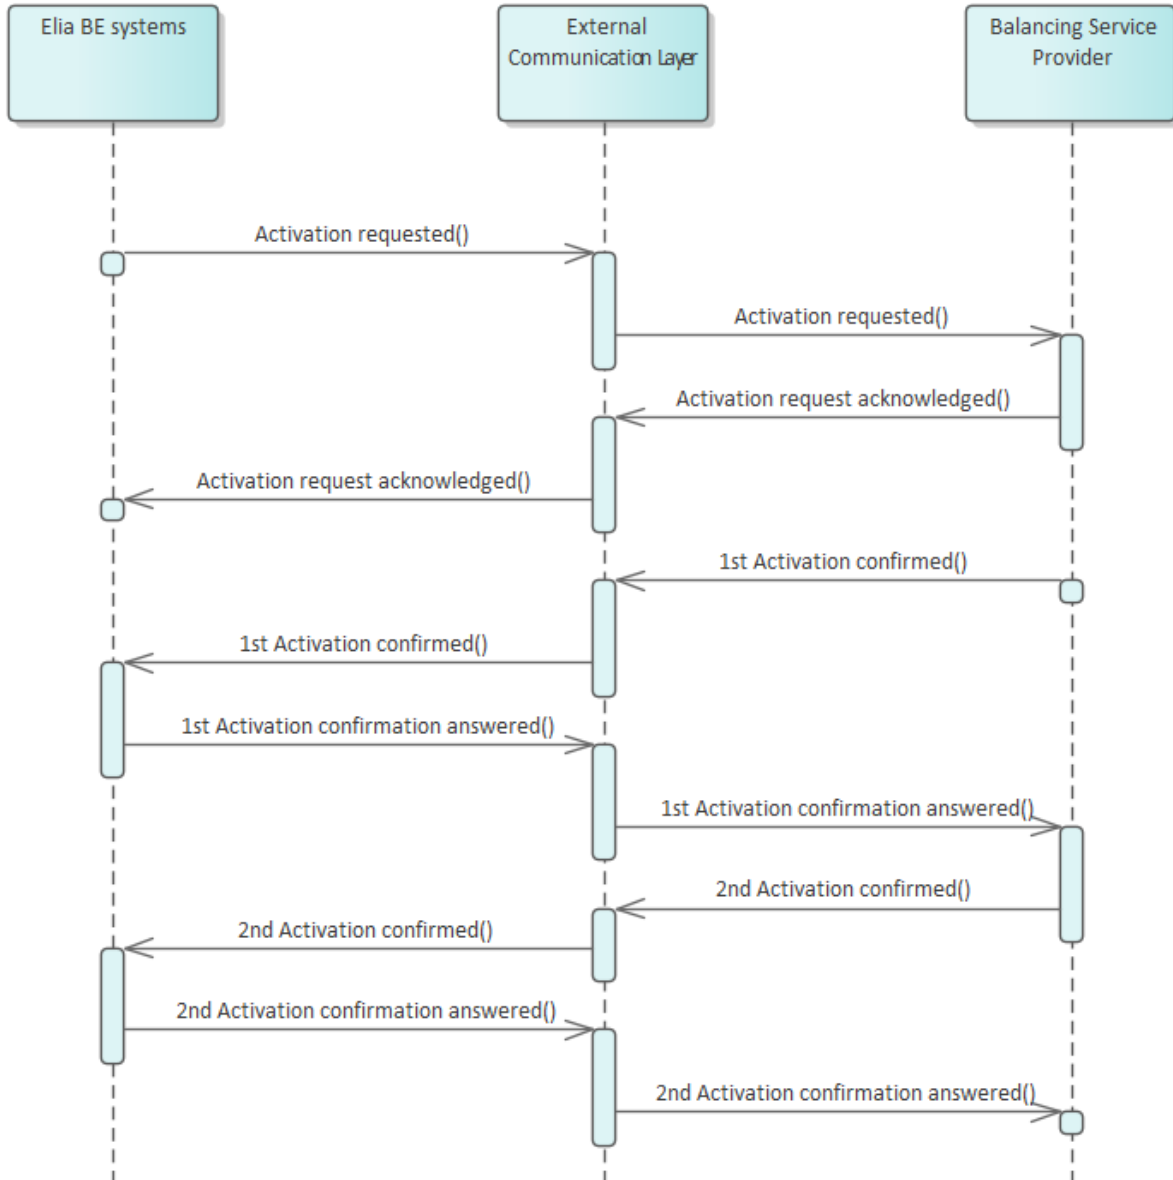 Elia BE systems
External
Communication Layer
Balancing Service
Provider
Activation requested()
Activation requested()
Activation request acknowledged()
Activation request acknowledged()
1st Activation confirmed()
1st Activation confirmed()
1st Activation confirmation answered()
1st Activation confirmation answered()
2nd Activation confirmed()
2nd Activation confirmed()
2nd Activation confirmation answered()
2nd Activation confirmation answered()